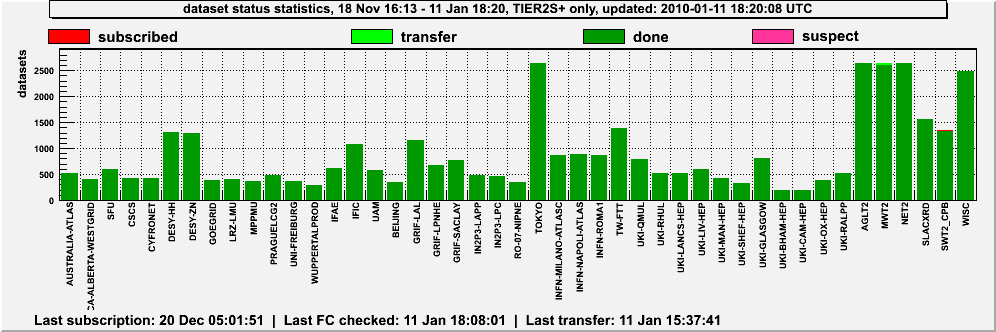 dataset status statistics, 18 Nov 16:13 - 11 Jan 18:20, TIER2S+ only, updated: 2010-01-11 18:20:08 UTC
subscribed transfer done suspect
datasets
2500
2000
1500
1000
500
0
AUSTRALIA-ATLAS
CA-ALBERTA-WESTGRID
SFU
CSCS
CYFRONET
DESY-HH
DESY-ZN
GOEGRID
LRZ-LMU
MPPMU
PRAGUELCG2
UNI-FREIBURG
WUPPERTALPROD
IFAE
IFIC
UAM
BEIJING
GRIF-LAL
GRIF-LPNHE
GRIF-SACLAY
IN2P3-LAPP
IN2P3-LPC
RO-07-NIPNE
TOKYO
INFN-MILANO-ATLASC
INFN-NAPOLI-ATLAS
INFN-ROMA1
TW-FTT
UKI-QMUL
UKI-RHUL
UKI-LANCS-HEP
UKI-LIV-HEP
UKI-MAN-HEP
UKI-SHEF-HEP
UKI-GLASGOW
UKI-BHAM-HEP
UKI-CAM-HEP
UKI-OX-HEP
UKI-RALPP
AGLT2
MWT2
NET2
SLACXRD
SWT2_CPB
WISC
Last subscription: 20 Dec 05:01:51 | Last FC checked: 11 Jan 18:08:01 | Last transfer: 11 Jan 15:37:41